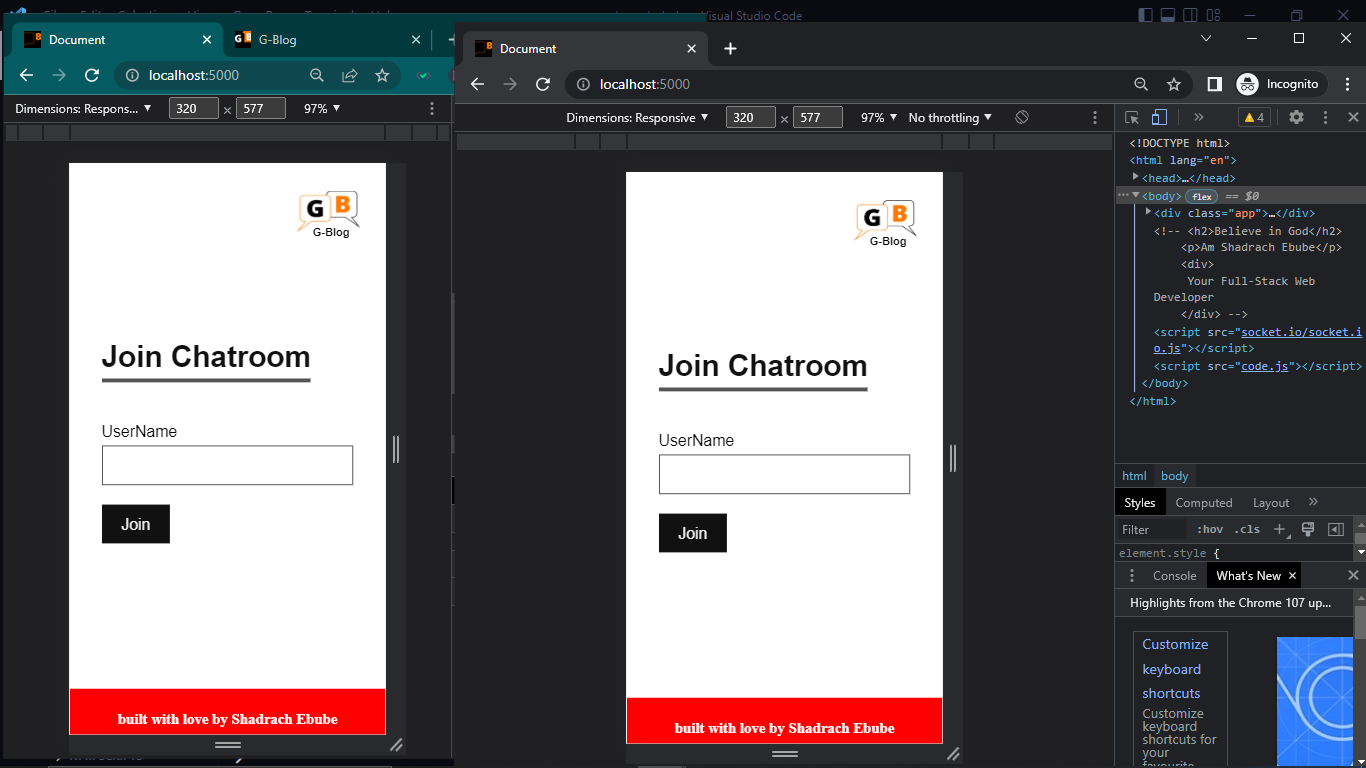 Visual Studio Code
Document
G-Blog
localhost:5000
Dimensions: Respons... ▼
320
×
577
97% ▼
G B
G-Blog
Join Chatroom
UserName
Join
built with love by Shadrach Ebube
Document
localhost:5000
Incognito
Dimensions: Responsive ▼
320
×
577
97% ▼
No throttling ▼
G B
G-Blog
Join Chatroom
UserName
Join
built with love by Shadrach Ebube
4
<!DOCTYPE html>
<html lang="en">
<head>…</head>
<body> flex == $0
<div class="app">…</div>
<!-- <h2>Believe in God</h2>
<p>Am Shadrach Ebube</p>
<div>
Your Full-Stack Web
Developer
</div> -->
<script src="socket.io/socket.i
o.js"></script>
<script src="code.js"></script>
</body>
</html>
html body
Styles Computed Layout
Filter :hov .cls
element.style {
Console What's New
Highlights from the Chrome 107 up...
Customize
keyboard
shortcuts
Customize
keyboard
shortcuts for
your
favourite